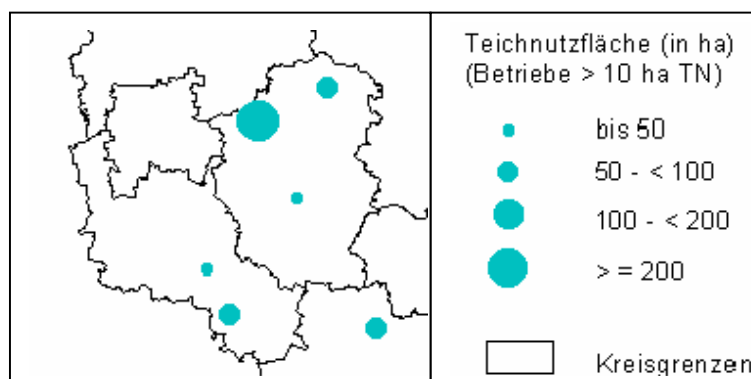 Teichnutzfläche (in ha)
(Betriebe > 10 ha TN)
bis 50
50 - < 100
100 - < 200
> = 200
Kreisgrenzen